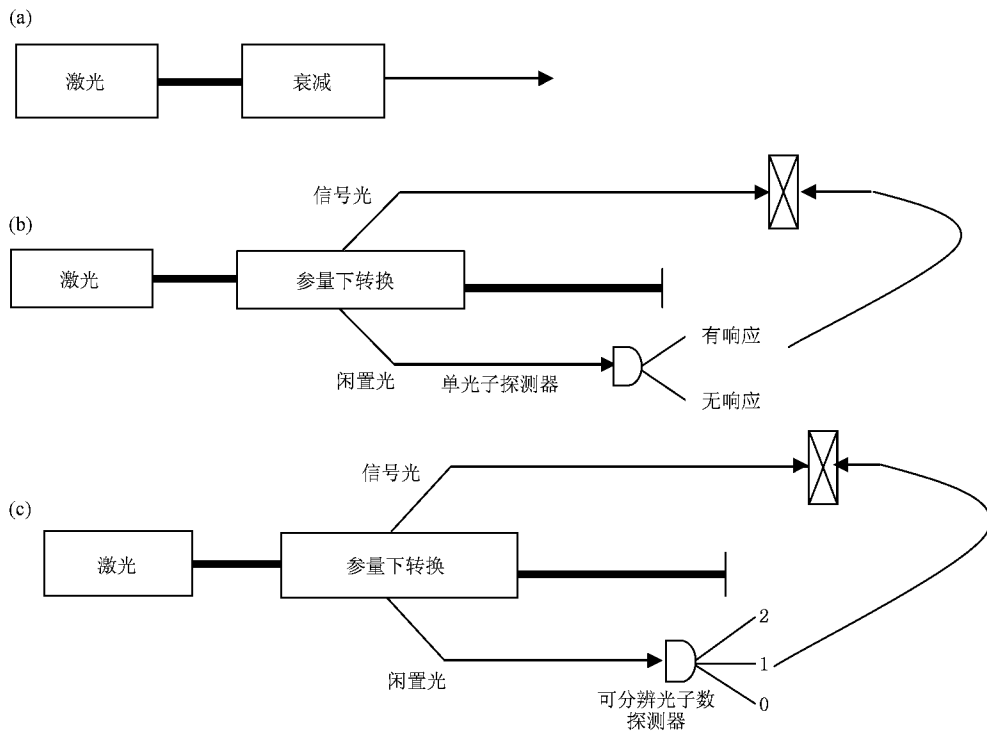 (a)
激光
衰减
(b)
信号光
激光
参量下转换
有响应
闲置光
单光子探测器
无响应
(c)
信号光
激光
参量下转换
2
1
0
闲置光
可分辨光子数
探测器